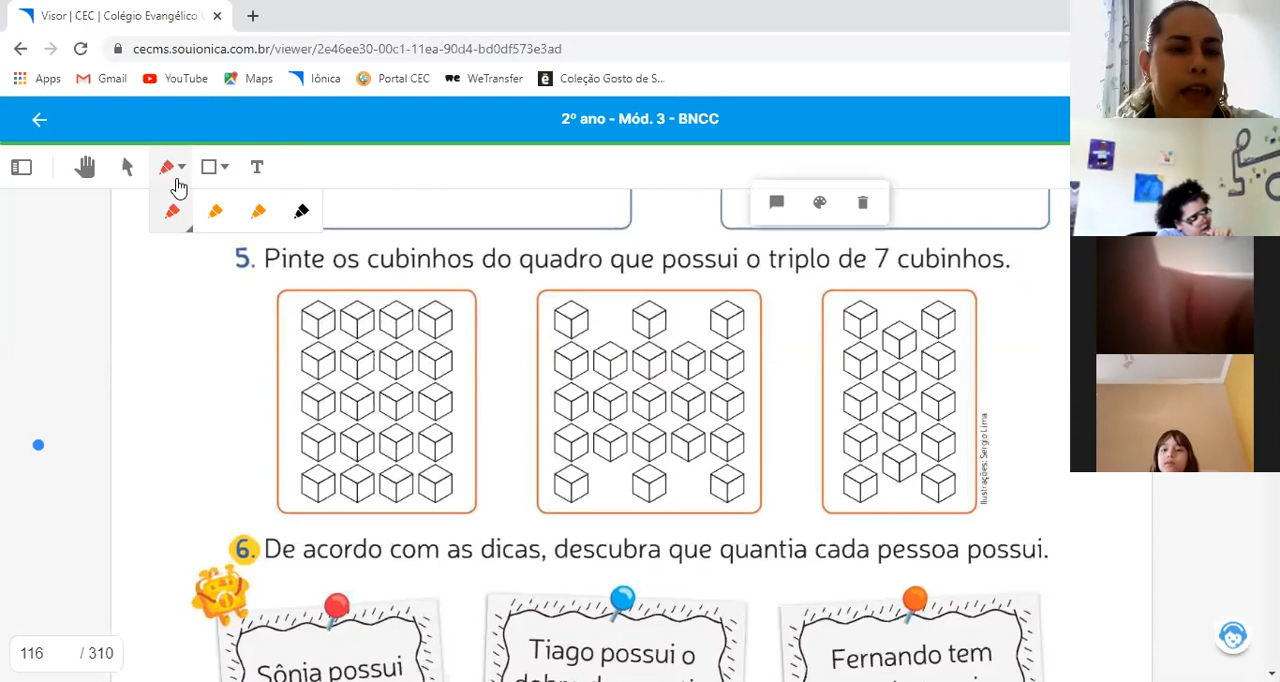 Visor | CEC | Colégio Evangélico
cecms.souionica.com.br/viewer/2e46ee30-00c1-11ea-90d4-bd0df573e3ad
Apps Gmail YouTube Maps Iônica Portal CEC WeTransfer Coleção Gosto de S...
2º ano - Mód. 3 - BNCC
T
5. Pinte os cubinhos do quadro que possui o triplo de 7 cubinhos.
Ilustrações: Sergio Lima
6. De acordo com as dicas, descubra que quantia cada pessoa possui.
Sônia possui
Tiago possui o
Fernando tem
116 / 310